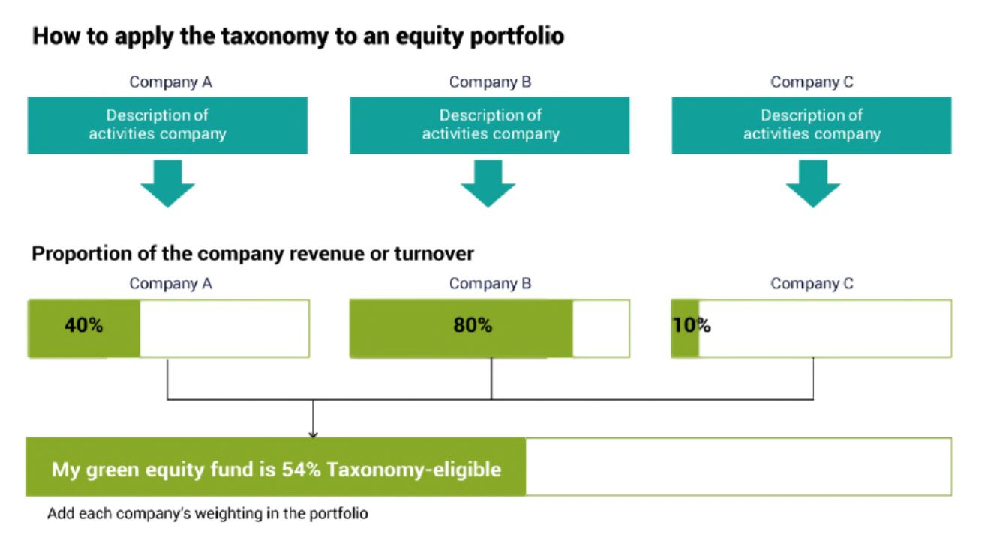 How to apply the taxonomy to an equity portfolio
Company A
Company B
Company C
Description of
activities company
Description of
activities company
Description of
activities company
Proportion of the company revenue or turnover
Company A
Company B
Company C
40%
80%
10%
My green equity fund is 54% Taxonomy-eligible
Add each company's weighting in the portfolio